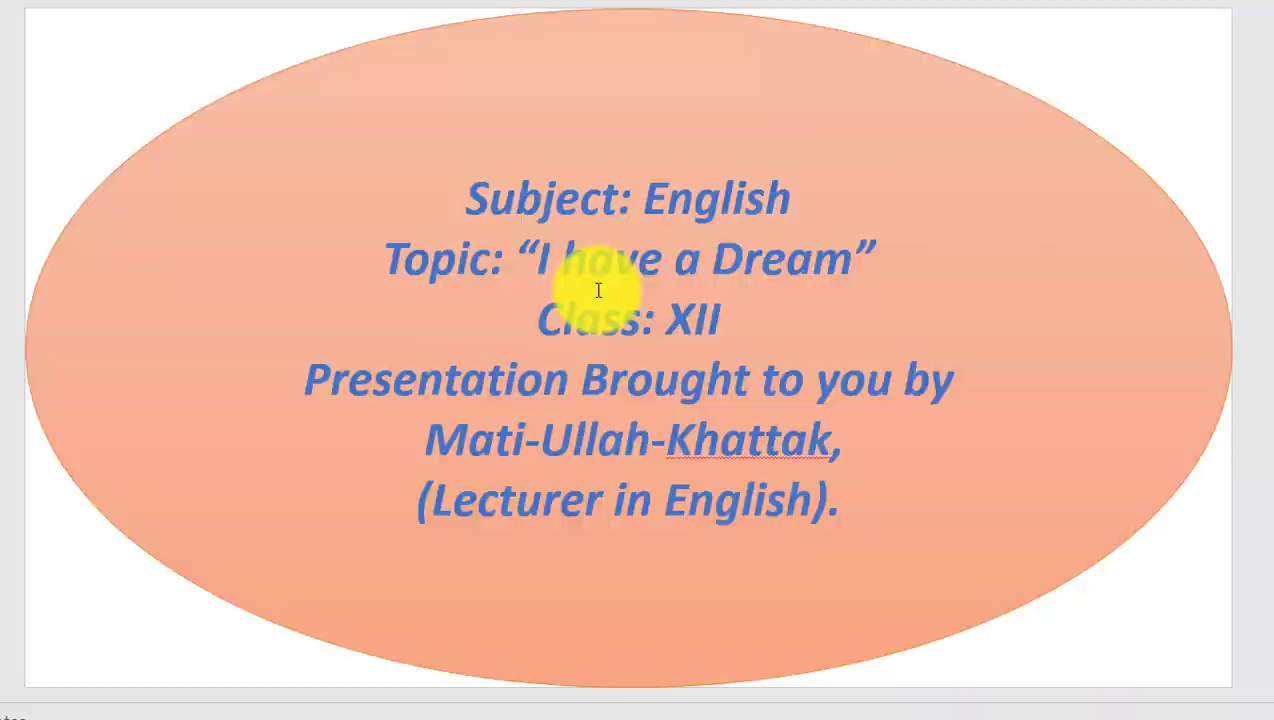 Subject: English
Topic: “I have a Dream”
Class: XII
Presentation Brought to you by
Mati-Ullah-Khattak,
(Lecturer in English).